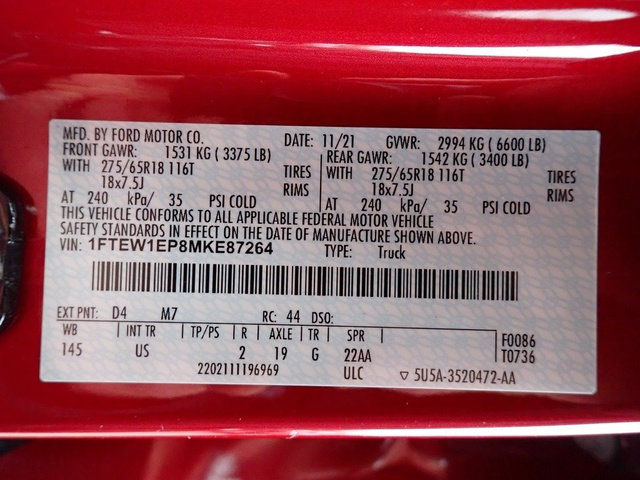 MFD. BY FORD MOTOR CO. DATE: 11/21 GVWR: 2994 KG ( 6600 LB)
FRONT GAWR: 1531 KG ( 3375 LB) REAR GAWR: 1542 KG ( 3400 LB)
WITH 275/65R18 116T TIRES WITH 275/65R18 116T TIRES
18x7.5J RIMS 18x7.5J RIMS
AT 240 kPa/ 35 PSI COLD AT 240 kPa/ 35 PSI COLD
THIS VEHICLE CONFORMS TO ALL APPLICABLE FEDERAL MOTOR VEHICLE
SAFETY STANDARDS IN EFFECT ON THE DATE OF MANUFACTURE SHOWN ABOVE.
VIN: 1FTEW1EP8MKE87264 TYPE: Truck
EXT PNT: D4 M7 RC: 44 DSO:
WB INT TR TP/PS R AXLE TR SPR F0086
145 US 2 19 G 22AA T0736
2202111196969 ULC ▽ 5U5A-3520472-AA